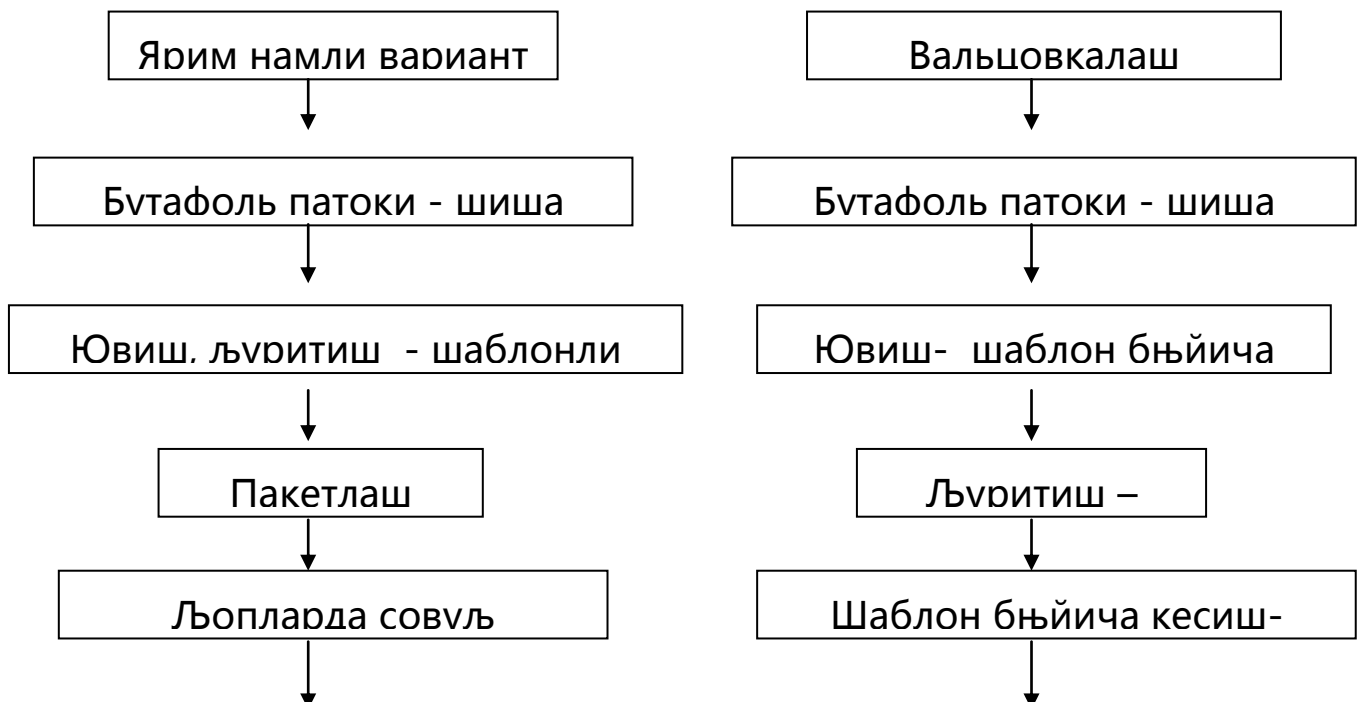 Ярим намли вариант
Вальцовкалаш
Бутафоль патоки - шиша
Бутафоль патоки - шиша
Ювиш, љуритиш - шаблонли
Ювиш- шаблон бњйича
Пакетлаш
Љуритиш –
Љопларда совуљ
Шаблон бњйича кесиш-